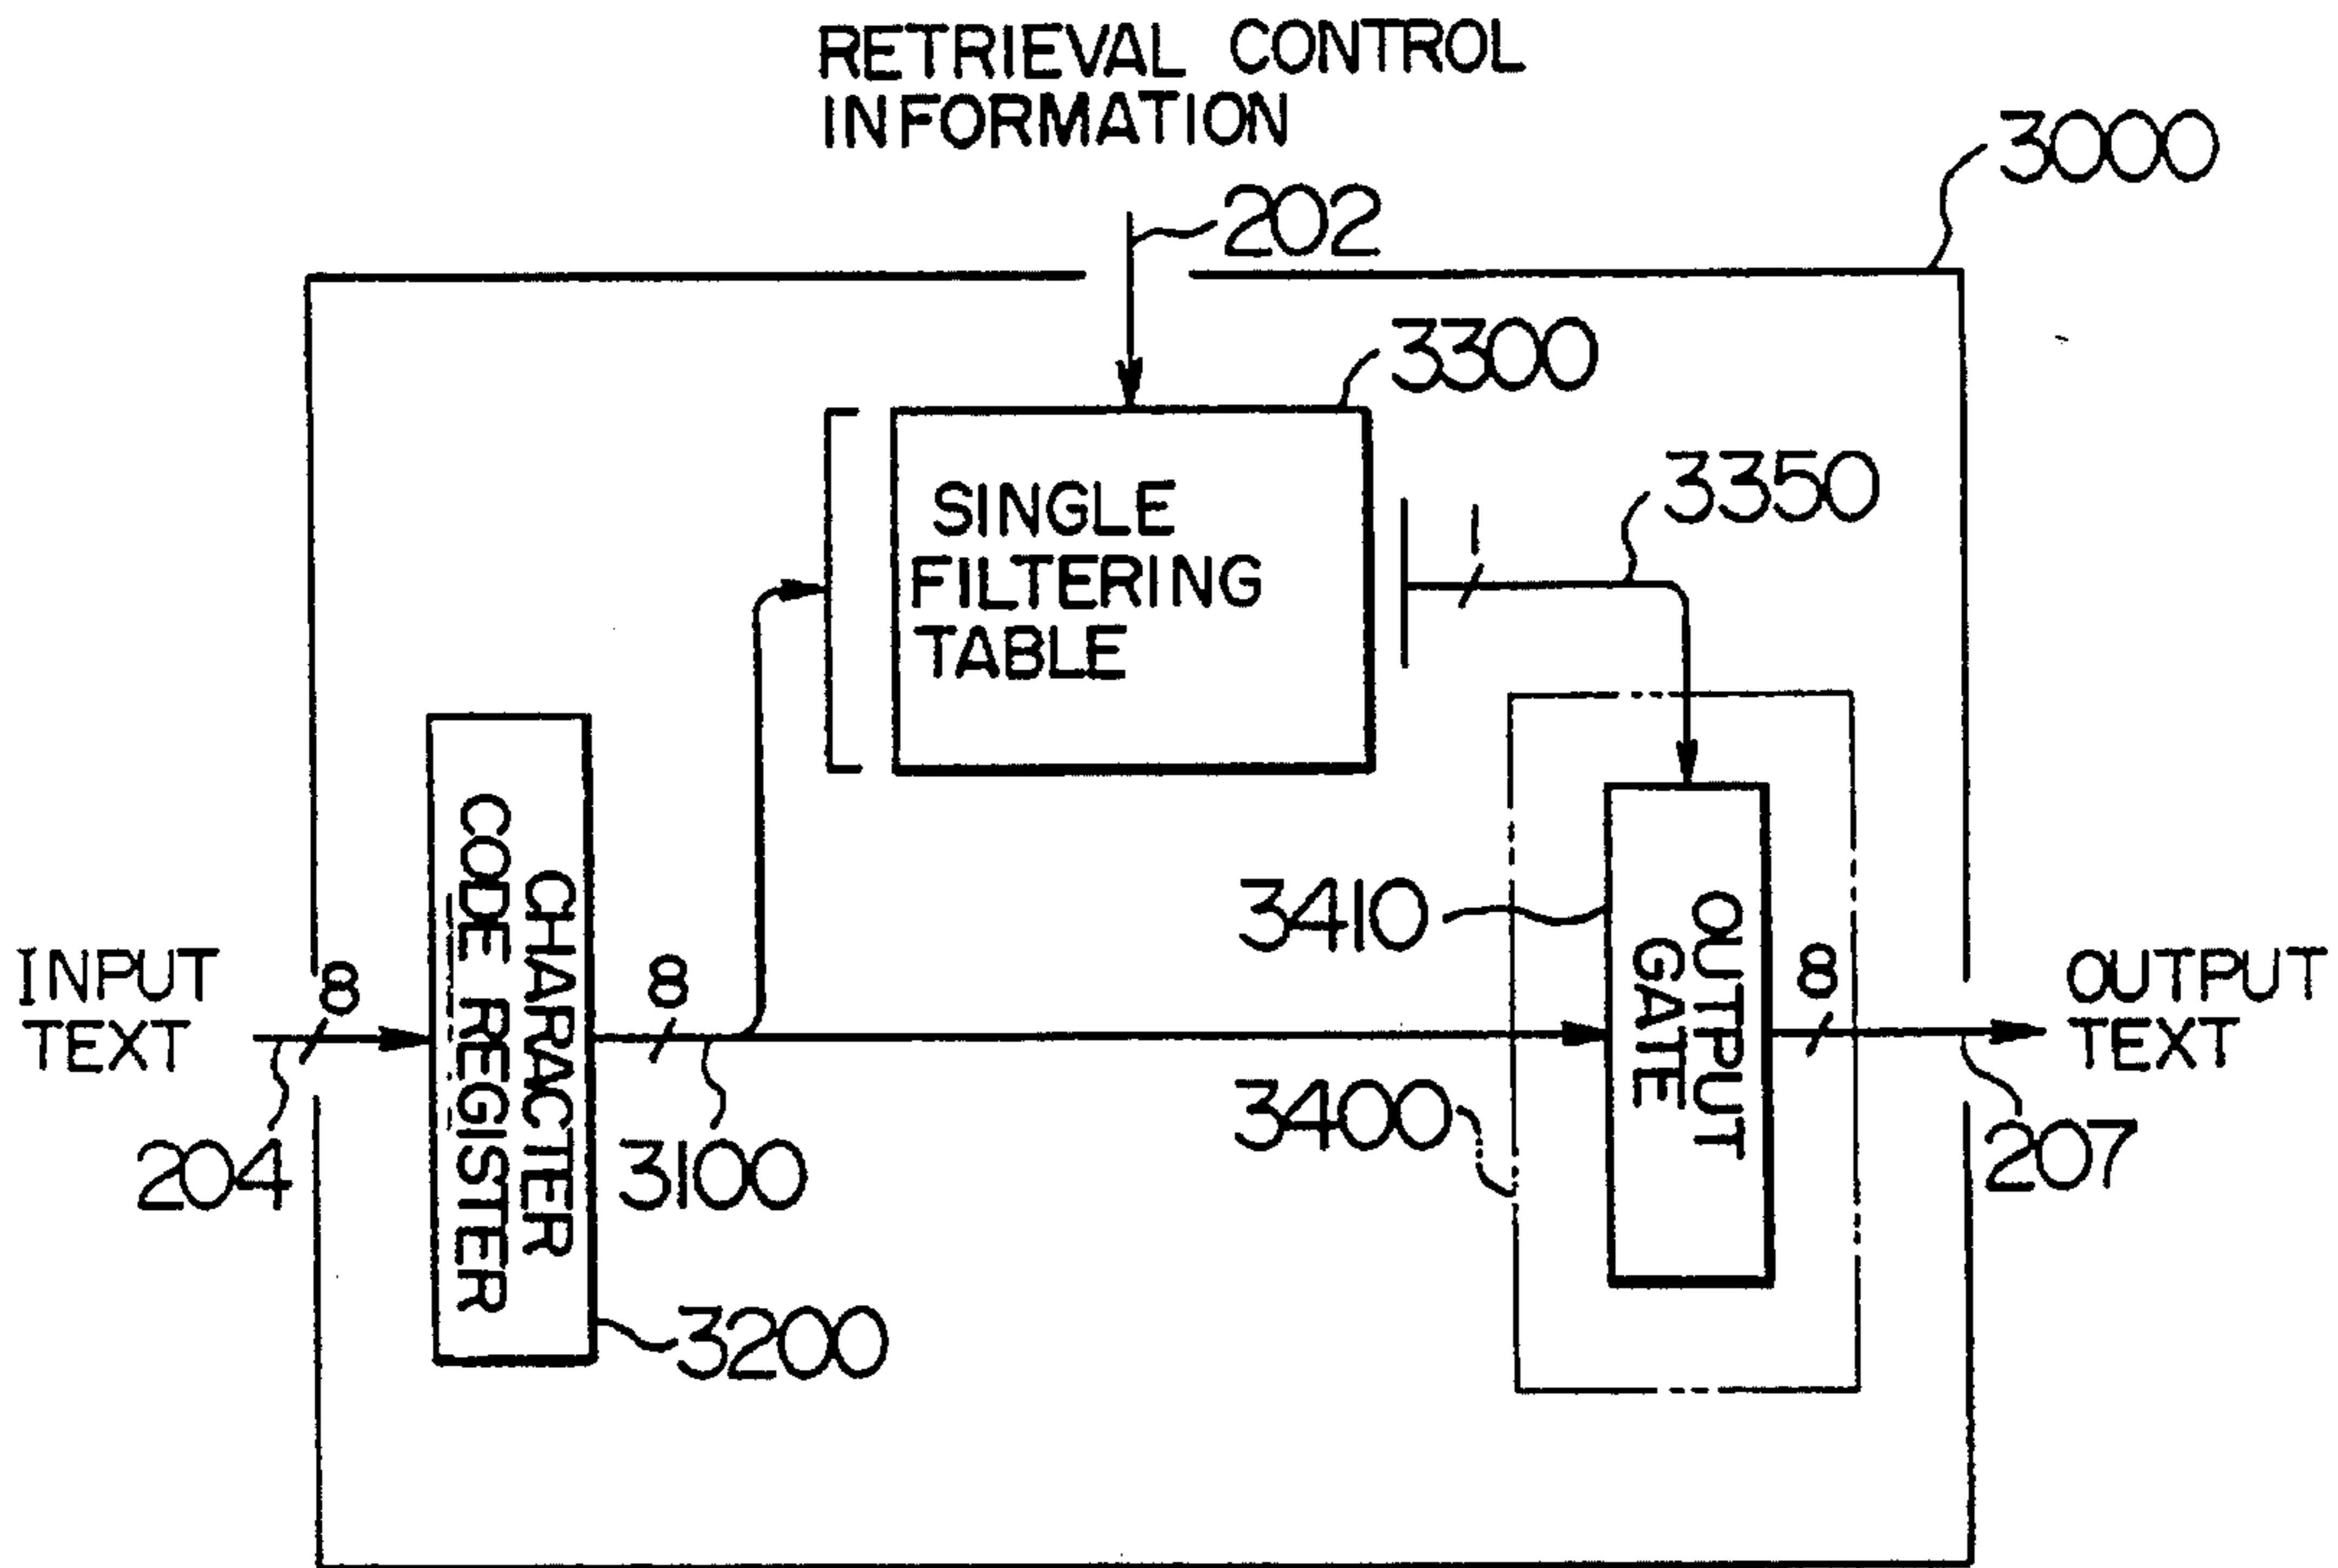 RETRIEVAL CONTROL
INFORMATION
3000
202
3300
SINGLE
FILTERING
TABLE
1
3350
3410
INPUT
TEXT
8
204
CHARACTER
CODE REGISTER
8
3100
3200
3400
OUTPUT
GATE
8
OUTPUT
TEXT
207